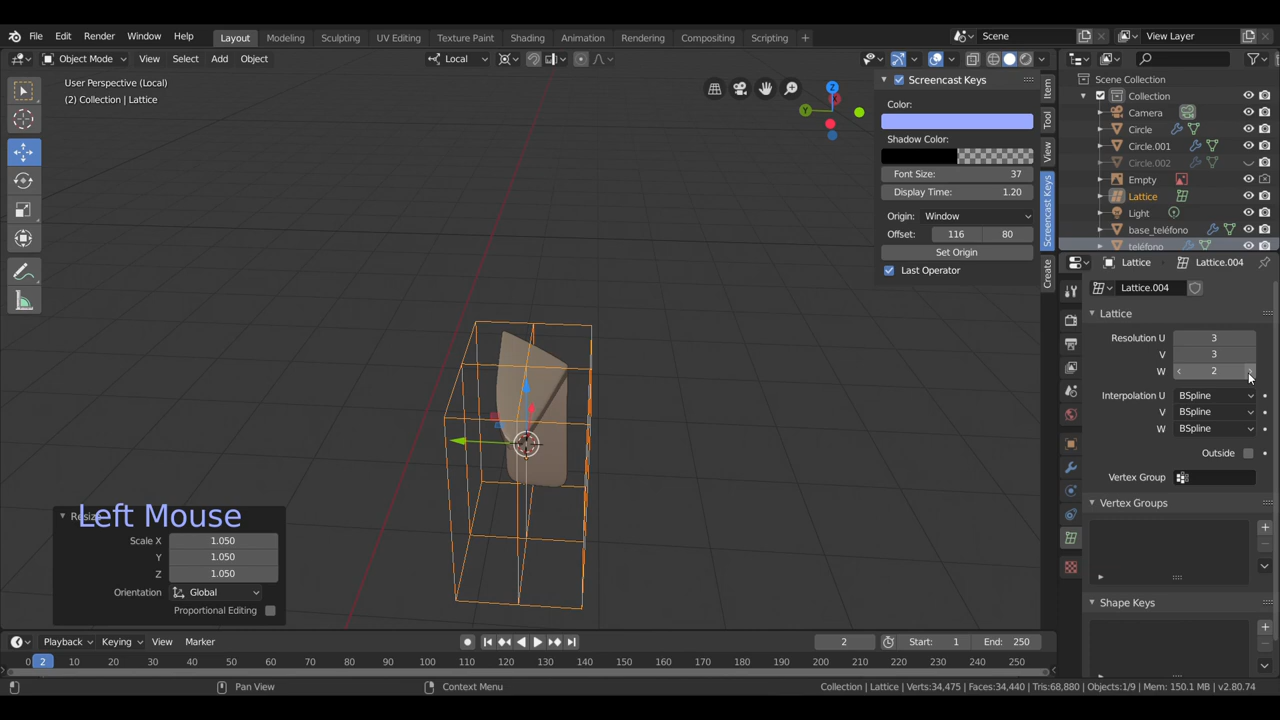 File Edit Render Window Help Layout Modeling Sculpting UV Editing Texture Paint Shading Animation Rendering Compositing Scripting + Scene View Layer
Object Mode View Select Add Object Local
User Perspective (Local)
(2) Collection | Lattice
Z
Y
X
Screencast Keys
Color:
Shadow Color:
Font Size: 37
Display Time: 1.20
Origin: Window
Offset: 116 80
Set Origin
Last Operator
Item
Tool
View
Screencast Keys
Create
Scene Collection
Collection
Camera
Circle
Circle.001
Circle.002
Empty
Lattice
Light
base_teléfono
teléfono
Lattice Lattice.004
Lattice.004
Lattice
Resolution U 3
V 3
W 2
Interpolation U BSpline
V BSpline
W BSpline
Outside
Vertex Group
Vertex Groups
Shape Keys
Left Mouse
Scale X 1.050
Y 1.050
Z 1.050
Orientation Global
Proportional Editing
Playback Keying View Marker 2 Start: 1 End: 250
0 2 10 20 30 40 50 60 70 80 90 100 110 120 130 140 150 160 170 180 190 200 210 220 230 240 250
Pan View Context Menu Collection | Lattice | Verts:34,475 | Faces:34,440 | Tris:68,880 | Objects:1/9 | Mem: 150.1 MB | v2.80.74